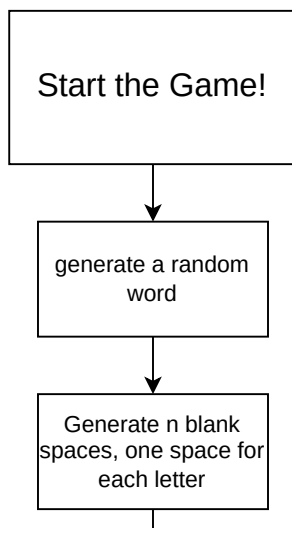 Start the Game!
generate a random
word
Generate n blank
spaces, one space for
each letter